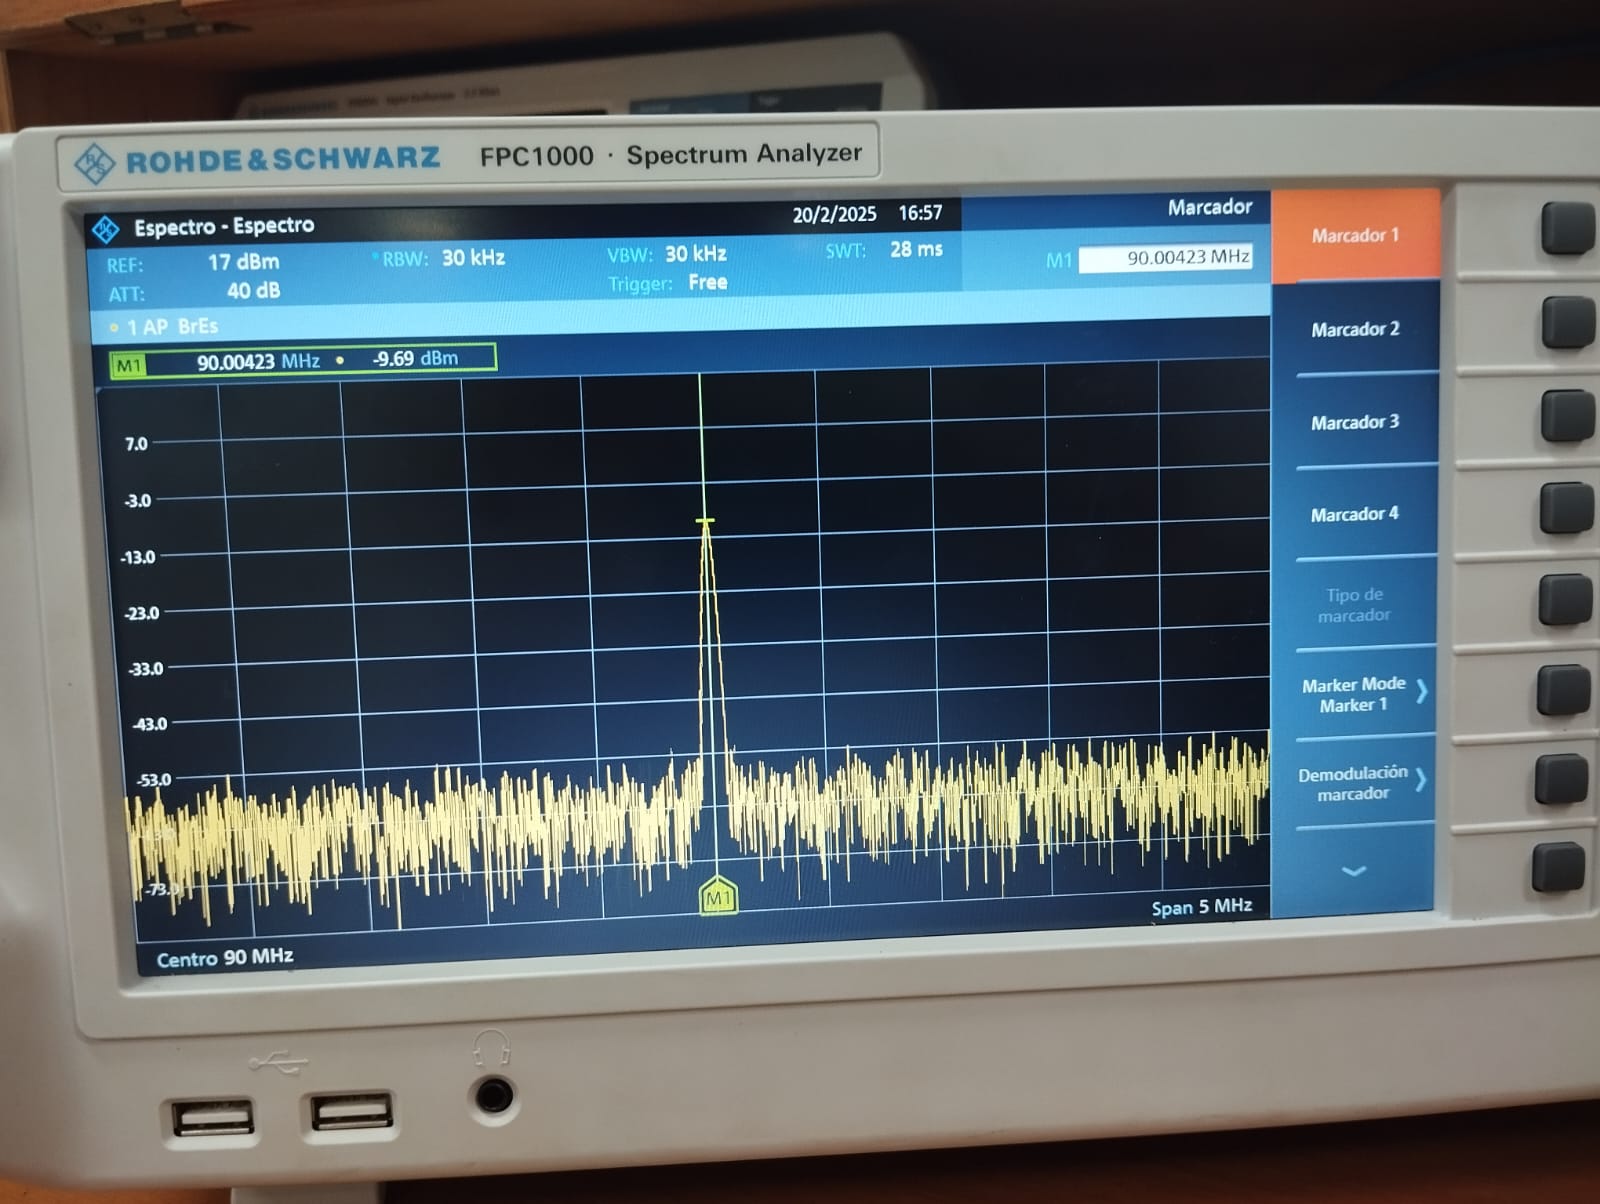 ROHDE & SCHWARZ FPC1000 · Spectrum Analyzer
Espectro - Espectro 20/2/2025 16:57 Marcador
REF: 17 dBm RBW: 30 kHz VBW: 30 kHz SWT: 28 ms M1 90.00423 MHz
ATT: 40 dB Trigger: Free
1 AP BrEs
M1 90.00423 MHz • -9.69 dBm
7.0
-3.0
-13.0
-23.0
-33.0
-43.0
-53.0
-73.0
M1
Centro 90 MHz Span 5 MHz
Marcador 1
Marcador 2
Marcador 3
Marcador 4
Tipo de
marcador
Marker Mode
Marker 1
Demodulación
marcador